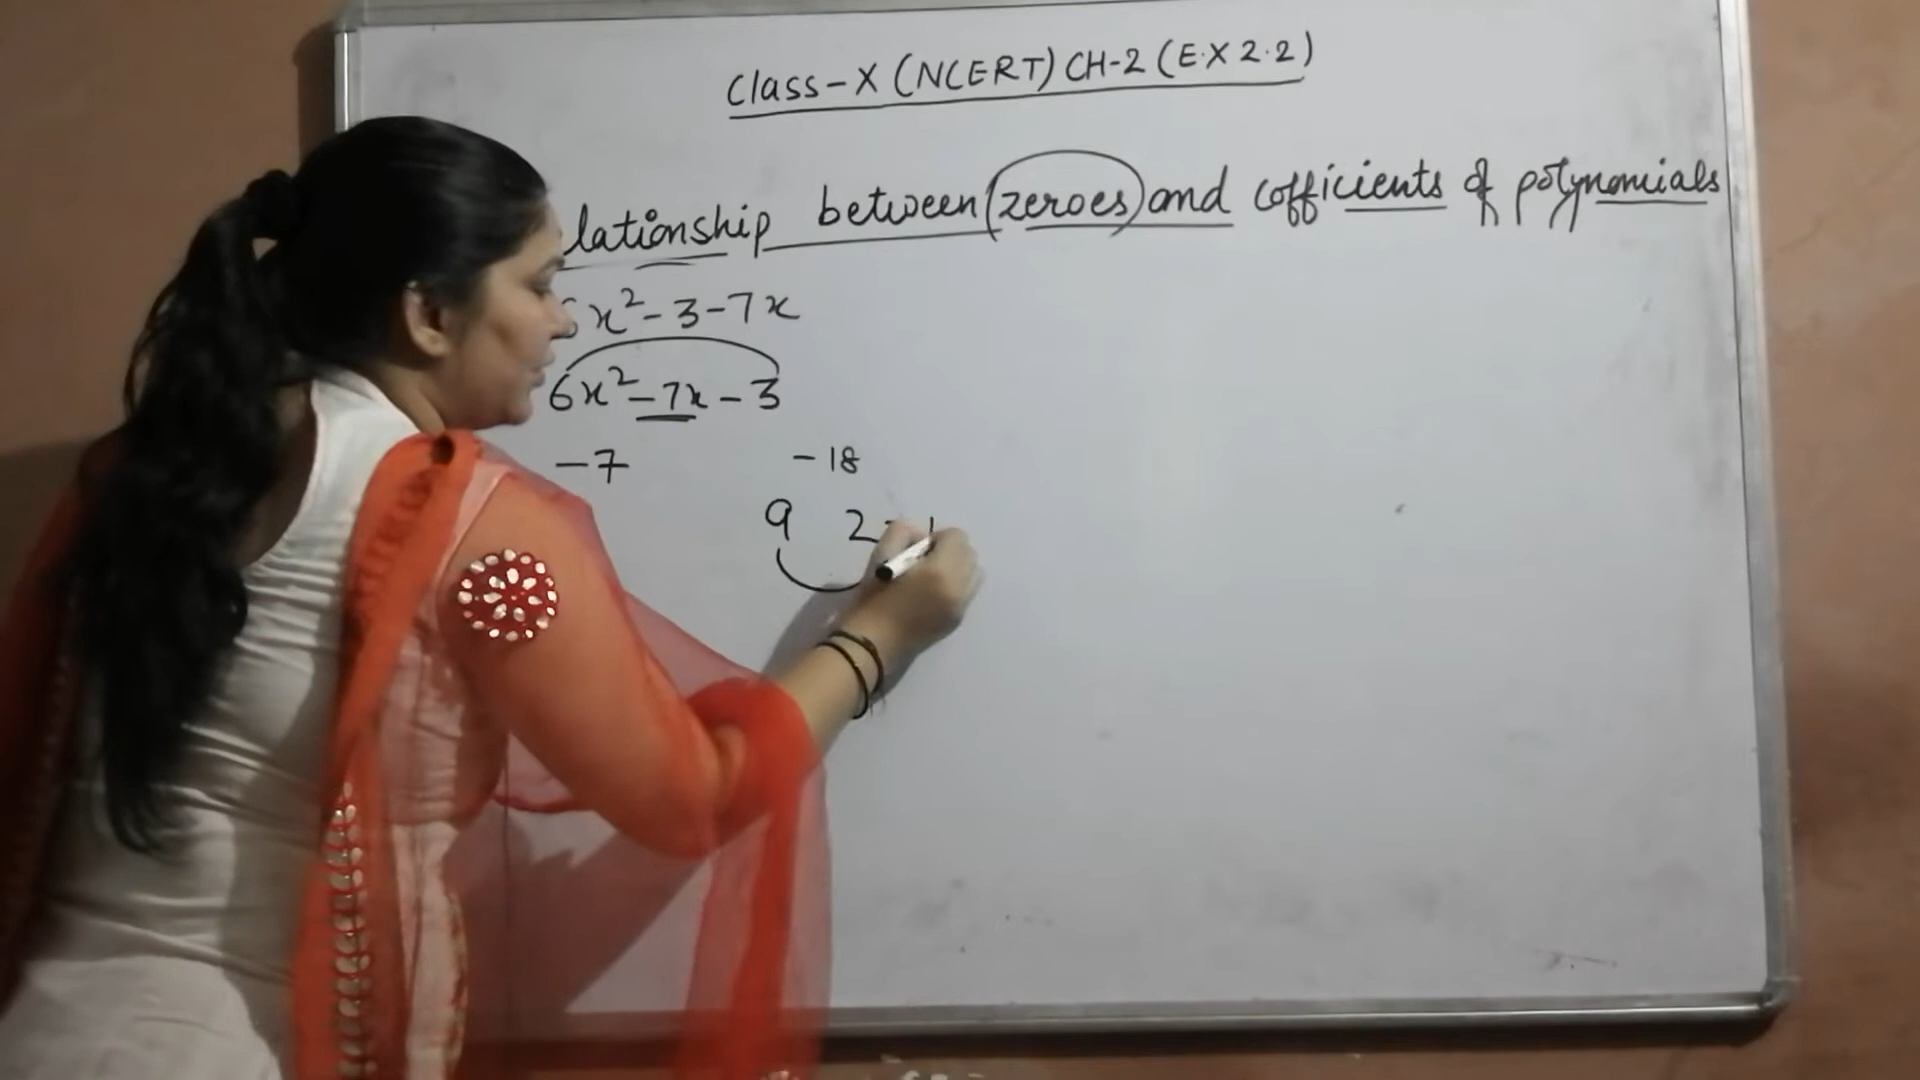 Class-X (NCERT) CH-2 (E·X 2·2)
lationship between (zeroes) and cofficients of polynomials
6x² - 3 - 7x
6x² - 7x - 3
-7 -18
9 2